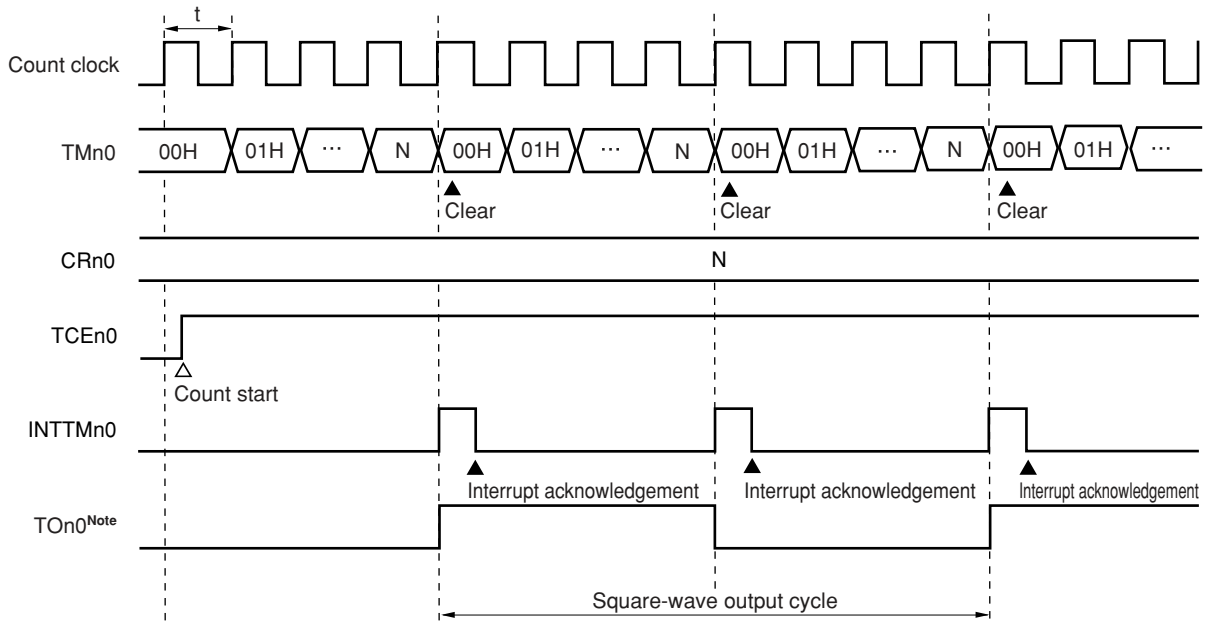 t
Count clock
TMn0 00H 01H ... N 00H 01H ... N 00H 01H ... N 00H 01H ...
Clear Clear Clear
CRn0 N
TCEn0
Count start
INTTMn0
Interrupt acknowledgement Interrupt acknowledgement Interrupt acknowledgement
TOn0Note
Square-wave output cycle